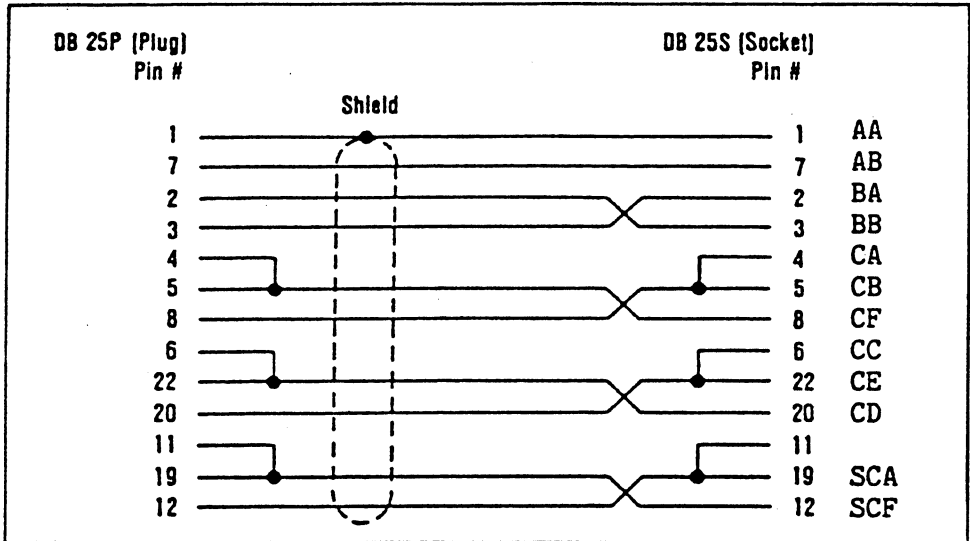 DB 25P (Plug) DB 25S (Socket)
Pin # Pin #
Shield
1 1 AA
7 7 AB
2 2 BA
3 3 BB
4 4 CA
5 5 CB
8 8 CF
6 6 CC
22 22 CE
20 20 CD
11 11
19 19 SCA
12 12 SCF